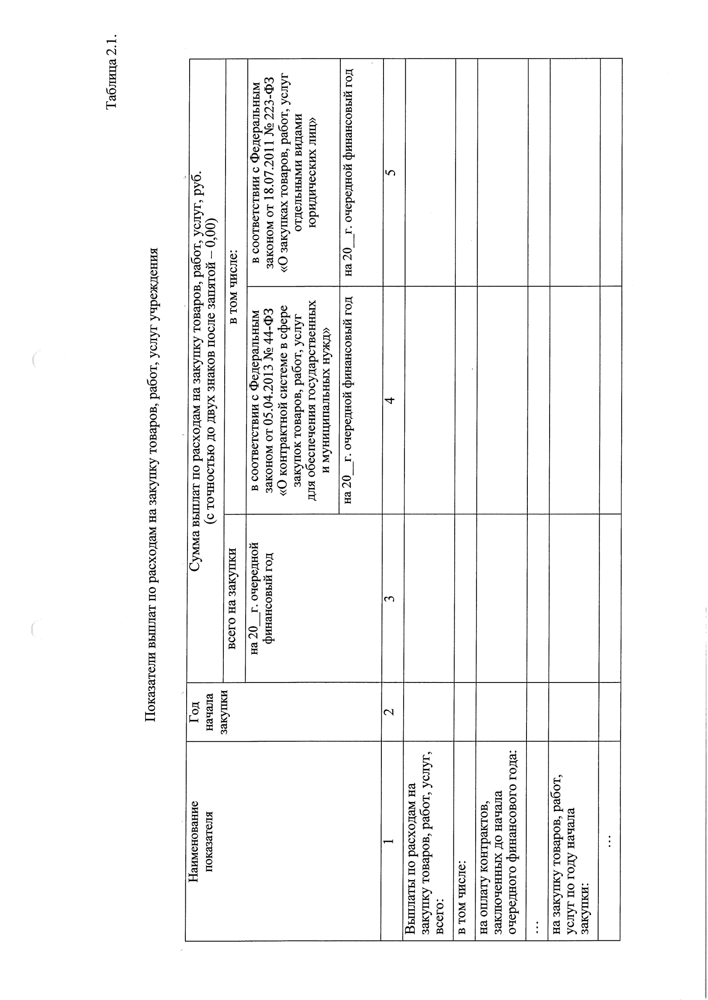 Таблица 2.1.
Показатели выплат по расходам на закупку товаров, работ, услуг учреждения
Наименование
показателя
Год
начала
закупки
Сумма выплат по расходам на закупку товаров, работ, услуг, руб.
(с точностью до двух знаков после запятой – 0,00)
всего на закупки
в том числе:
на 20__г. очередной
финансовый год
в соответствии с Федеральным
законом от 05.04.2013 № 44-ФЗ
«О контрактной системе в сфере
закупок товаров, работ, услуг
для обеспечения государственных
и муниципальных нужд»
в соответствии с Федеральным
законом от 18.07.2011 № 223-ФЗ
«О закупках товаров, работ, услуг
отдельными видами
юридических лиц»
на 20__г. очередной финансовый год
на 20__г. очередной финансовый год
1
2
3
4
5
Выплаты по расходам на
закупку товаров, работ, услуг,
всего:
в том числе:
на оплату контрактов,
заключенных до начала
очередного финансового года:
…
на закупку товаров, работ,
услуг по году начала
закупки:
…